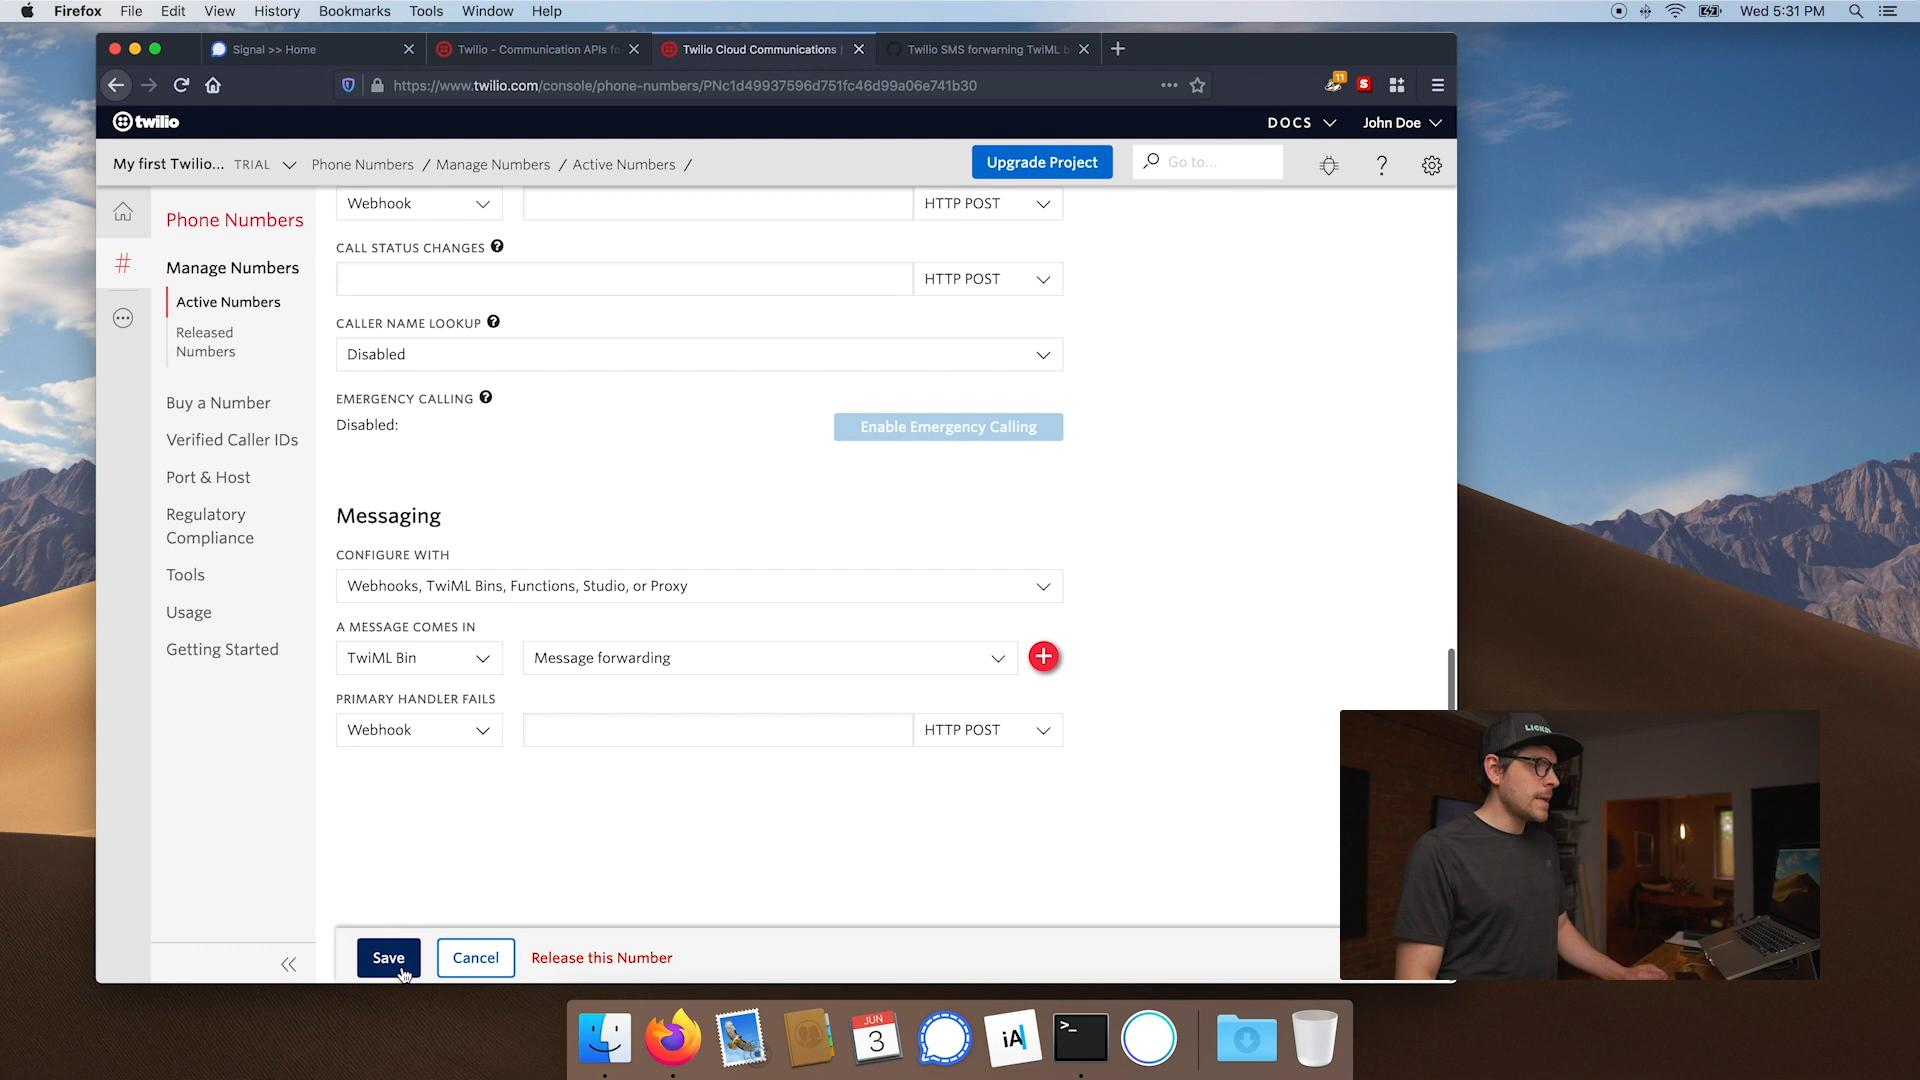 Firefox File Edit View History Bookmarks Tools Window Help Wed 5:31 PM
Signal >> Home
Twilio - Communication APIs fo
Twilio Cloud Communications |
Twilio SMS forwarning TwiML b
https://www.twilio.com/console/phone-numbers/PNc1d49937596d751fc46d99a06e741b30
11
S
twilio
DOCS
John Doe
My first Twilio... TRIAL
Phone Numbers / Manage Numbers / Active Numbers /
Upgrade Project
Go to...
Phone Numbers
Manage Numbers
Active Numbers
Released
Numbers
Buy a Number
Verified Caller IDs
Port & Host
Regulatory
Compliance
Tools
Usage
Getting Started
Webhook
HTTP POST
CALL STATUS CHANGES
HTTP POST
CALLER NAME LOOKUP
Disabled
EMERGENCY CALLING
Disabled:
Enable Emergency Calling
Messaging
CONFIGURE WITH
Webhooks, TwiML Bins, Functions, Studio, or Proxy
A MESSAGE COMES IN
TwiML Bin
Message forwarding
PRIMARY HANDLER FAILS
Webhook
HTTP POST
Save
Cancel
Release this Number
JUN
3
iA